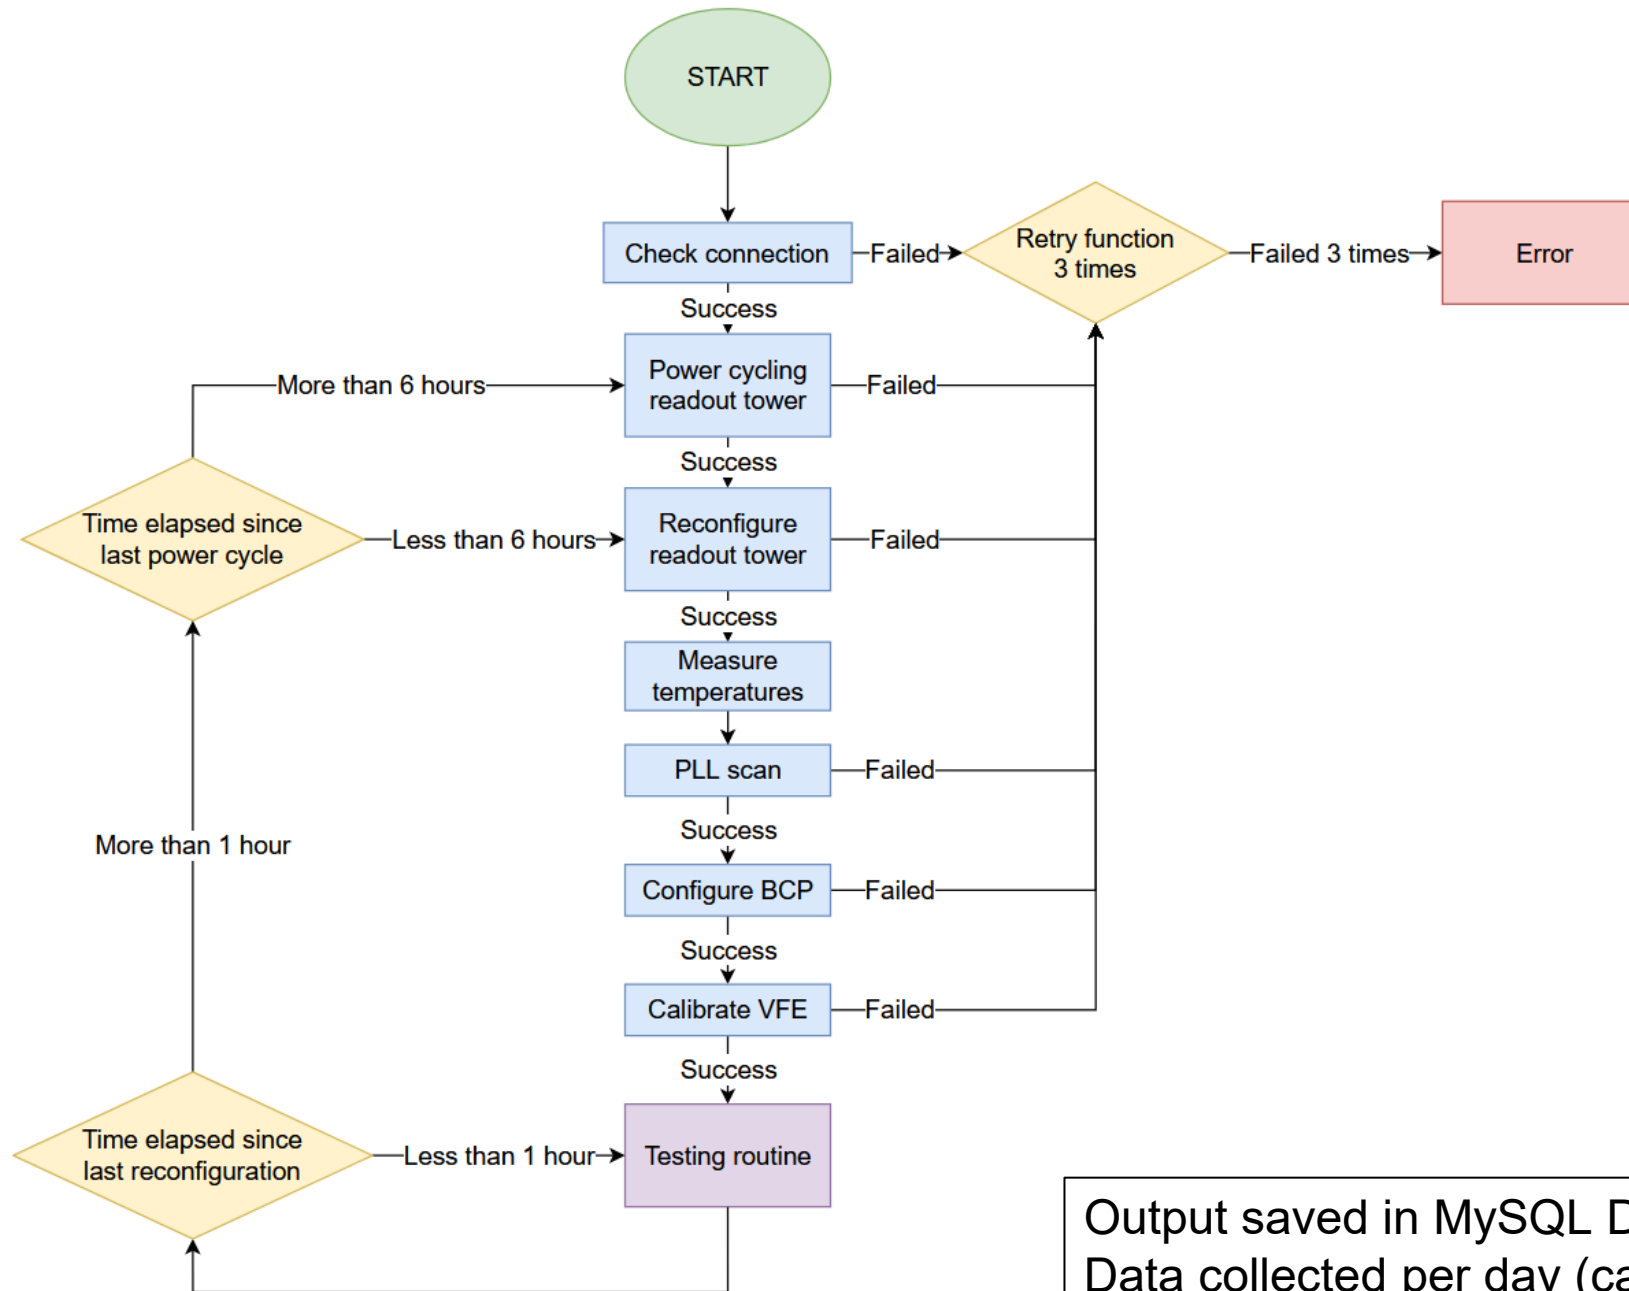 START
Check connection
Failed
Retry function
3 times
Failed 3 times
Error
Success
More than 6 hours
Power cycling
readout tower
Failed
Success
Time elapsed since
last power cycle
Less than 6 hours
Reconfigure
readout tower
Failed
Success
Measure
temperatures
PLL scan
Failed
Success
More than 1 hour
Configure BCP
Failed
Success
Calibrate VFE
Failed
Success
Time elapsed since
last reconfiguration
Less than 1 hour
Testing routine
Output saved in MySQL
Data collected per day